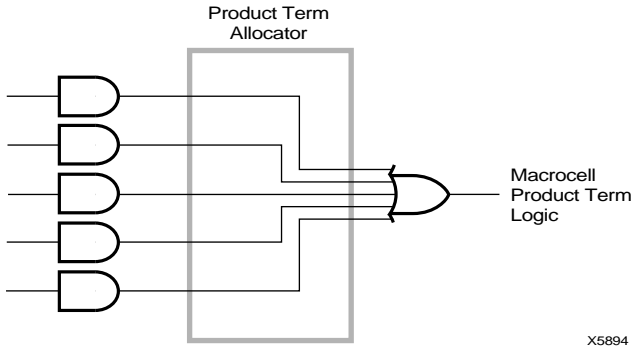 Product Term
Allocator
Macrocell
Product Term
Logic
X5894